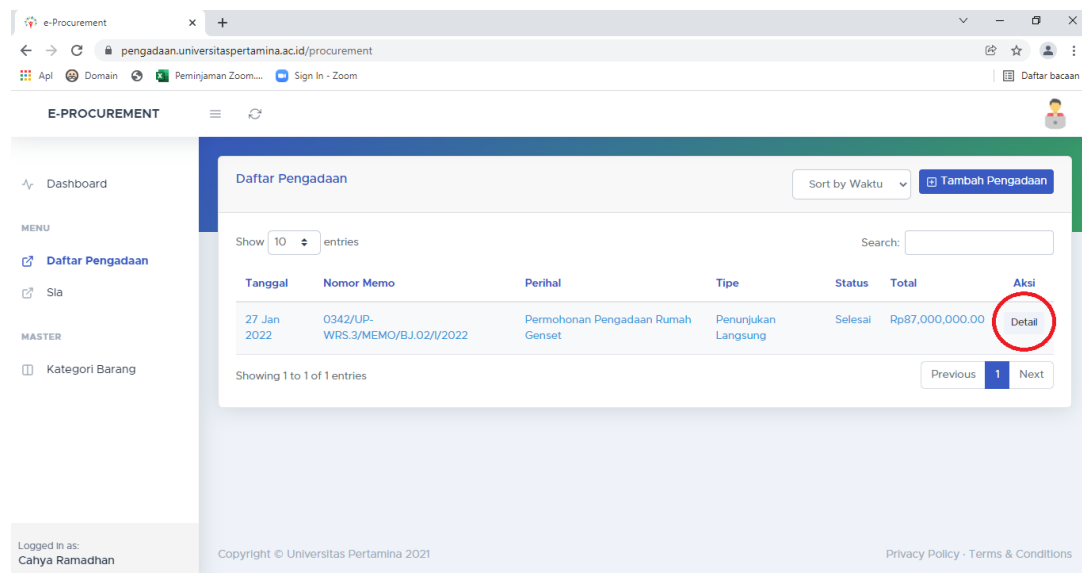 e-Procurement
pengadaan.universitaspertamina.ac.id/procurement
Apl Domain Peminjaman Zoom.... Sign In - Zoom Daftar bacaan
E-PROCUREMENT
Dashboard
MENU
Daftar Pengadaan
Sla
MASTER
Kategori Barang
Logged in as:
Cahya Ramadhan
Daftar Pengadaan Sort by Waktu Tambah Pengadaan
Show 10 entries Search:
Tanggal Nomor Memo Perihal Tipe Status Total Aksi
27 Jan 0342/UP- Permohonan Pengadaan Rumah Penunjukan Selesai Rp87,000,000.00 Detail
2022 WRS.3/MEMO/BJ.02/I/2022 Genset Langsung
Showing 1 to 1 of 1 entries Previous 1 Next
Copyright © Universitas Pertamina 2021 Privacy Policy · Terms & Conditions